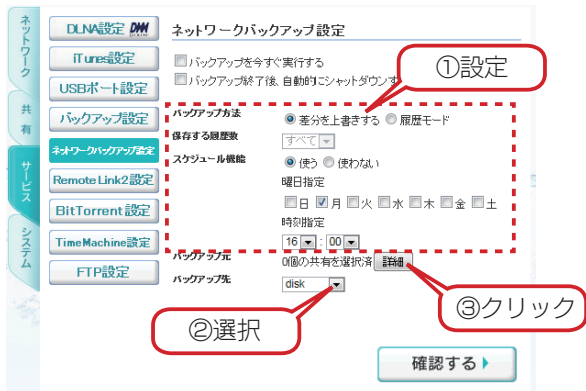 ネットワーク
共有
サービス
システム
DLNA設定 DMM
iTunes設定
USBポート設定
バックアップ設定
ネットワークバックアップ設定
Remote Link2設定
BitTorrent設定
TimeMachine設定
FTP設定
ネットワークバックアップ設定
バックアップを今すぐ実行する
バックアップ終了後、自動的にシャットダウンす
①設定
バックアップ方法 差分を上書きする 履歴モード
保存する履歴数 すべて
スケジュール機能 使う 使わない
曜日指定
日 月 火 水 木 金 土
時刻指定
16 : 00
バックアップ元 0個の共有を選択済 詳細
バックアップ先 disk
②選択
③クリック
確認する